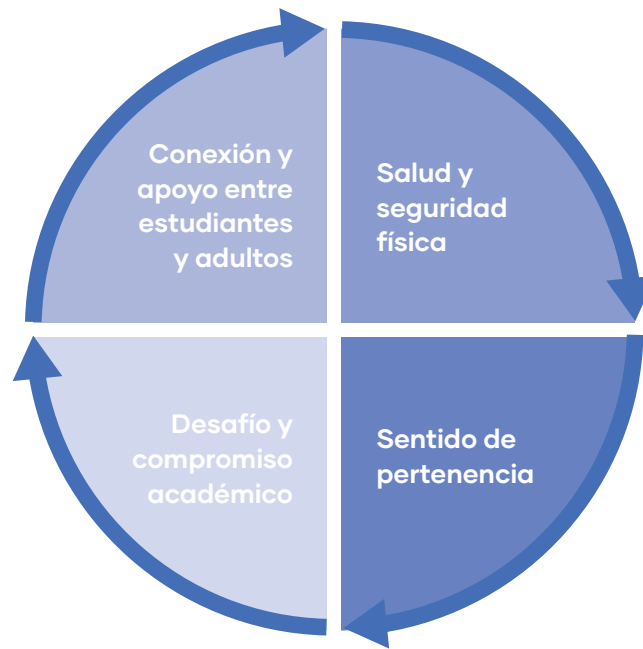 Conexión y
apoyo entre
estudiantes
y adultos
Salud y
seguridad
física
Desafío y
compromiso
académico
Sentido de
pertenencia